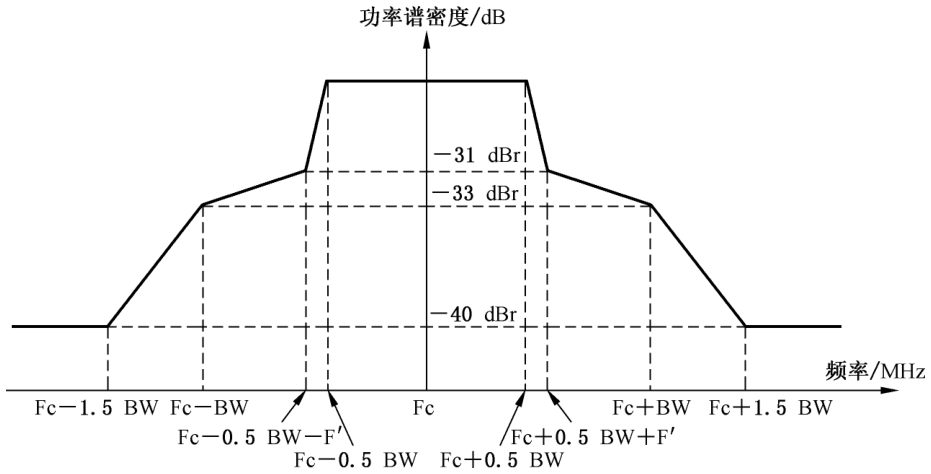 功率谱密度/dB
−31 dBr
−33 dBr
−40 dBr
频率/MHz
Fc−1.5 BW
Fc−BW
Fc
Fc+BW
Fc+1.5 BW
Fc−0.5 BW−F′
Fc+0.5 BW+F′
Fc−0.5 BW
Fc+0.5 BW